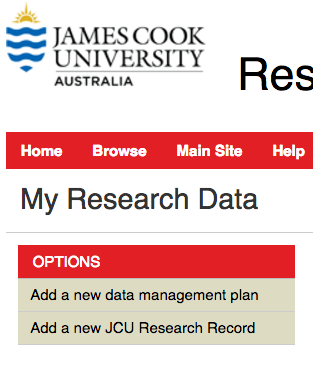 JAMES COOK
UNIVERSITY
AUSTRALIA
Res
Home Browse Main Site Help
My Research Data
OPTIONS
Add a new data management plan
Add a new JCU Research Record